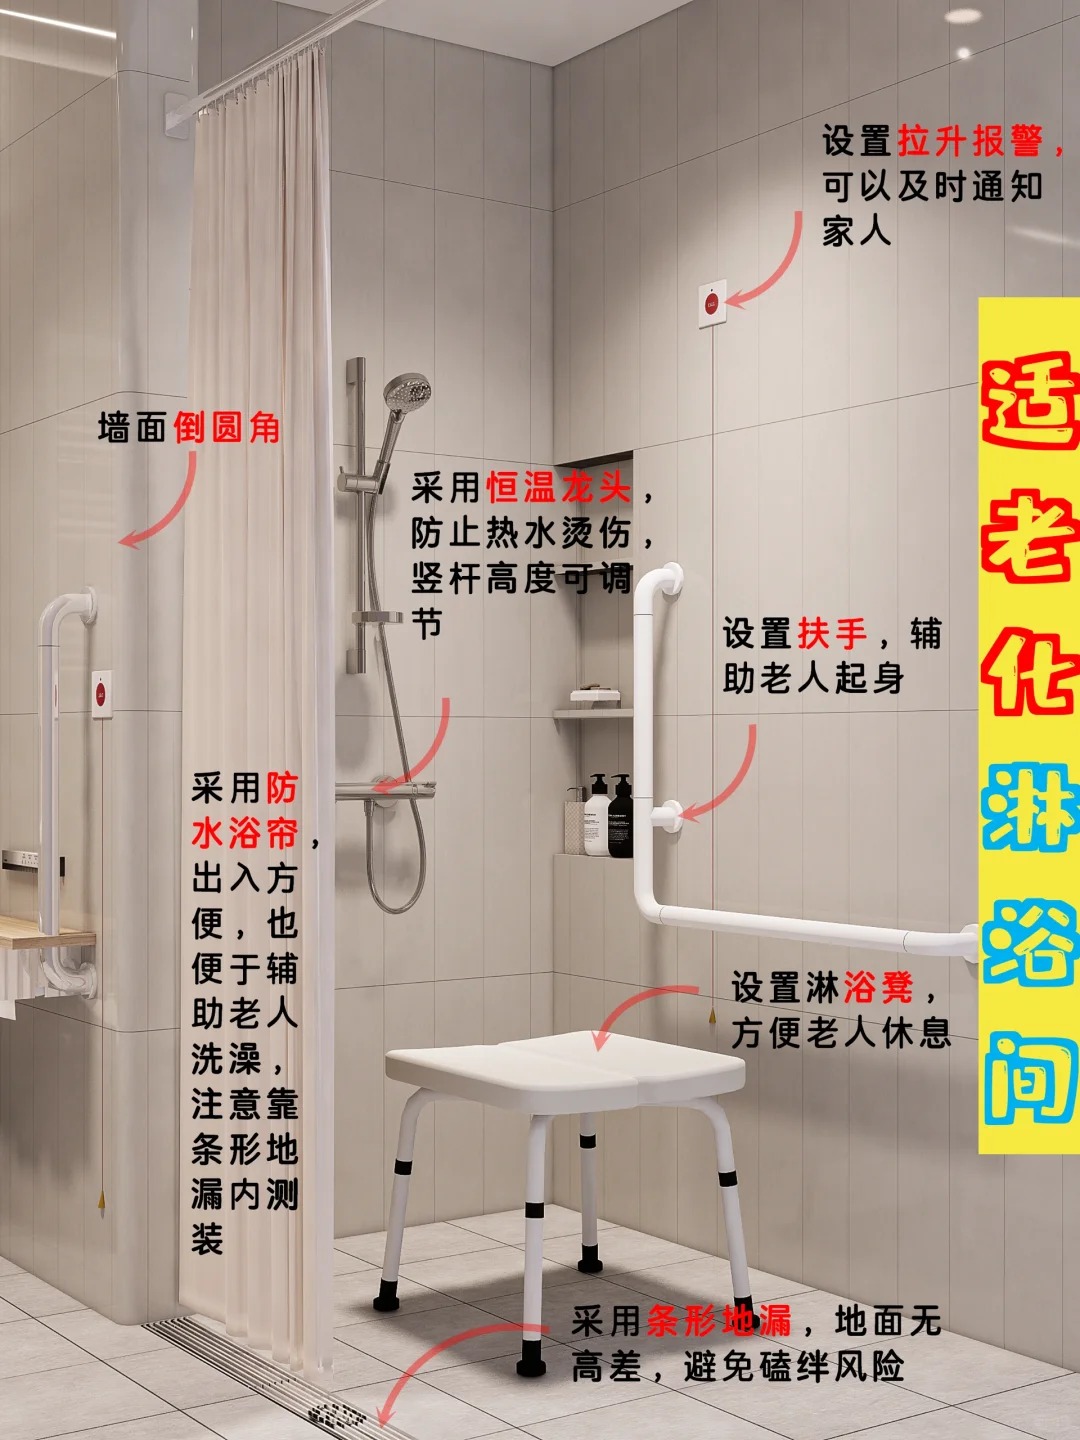 设置拉升报警，
可以及时通知
家人
墙面倒圆角
采用恒温龙头，
防止热水烫伤，
竖杆高度可调
节
设置扶手，辅
助老人起身
采用防
水浴帘，
出入方
便，也
便于辅
助老人
洗澡，
注意靠
条形地
漏内测
装
设置淋浴凳，
方便老人休息
采用条形地漏，地面无
高差，避免磕绊风险
适老化淋浴间